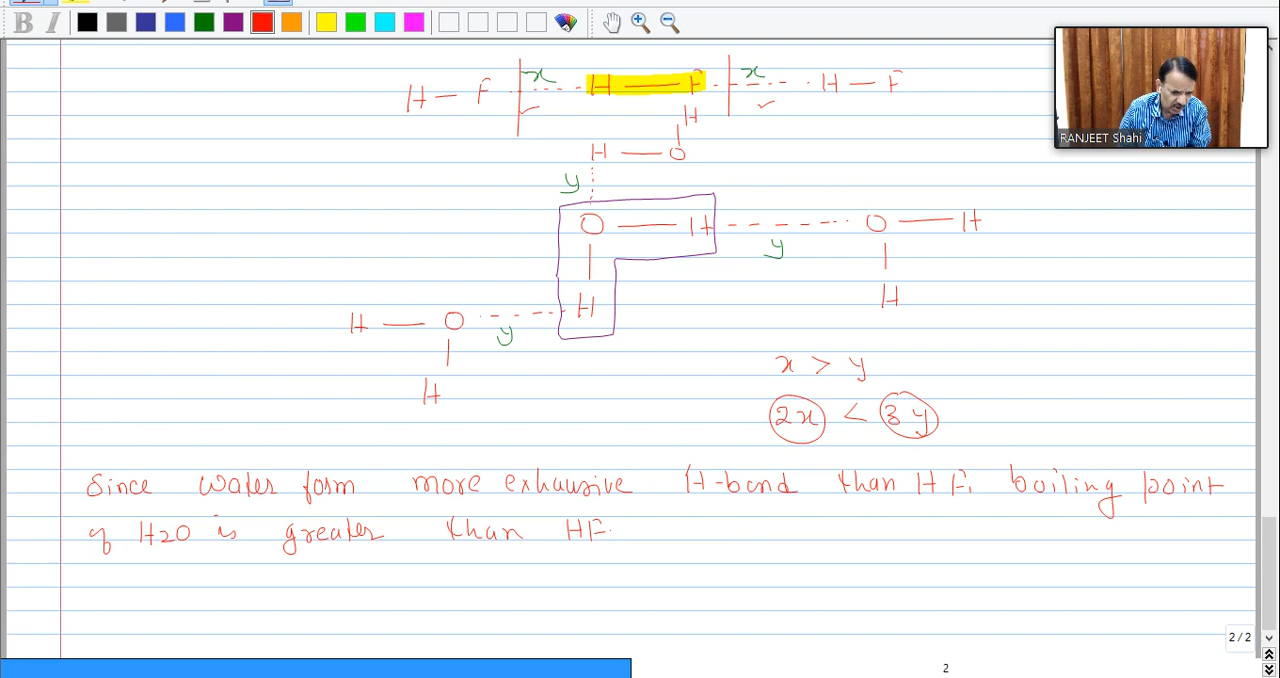 B I
RANJEET Shahi
x x
H — F ...... H — F ...... H — F
H
H — O
y
O — H ------ O — H
y
H H
H — O ------ H
y
H
x > y
2x < 3y
Since water form more exhausive H-bond than HF, boiling point
of H2O is greater than HF.
2 / 2
2